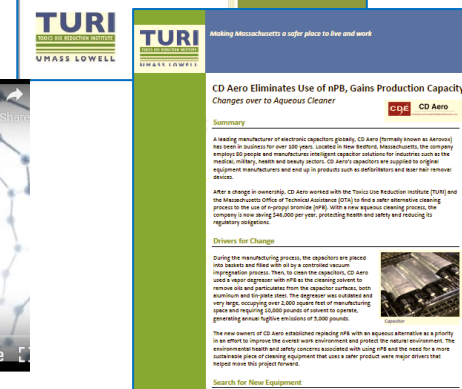 TURI
TOXICS USE REDUCTION INSTITUTE
UMASS LOWELL
Share
TURI
TOXICS USE REDUCTION INSTITUTE
UMASS LOWELL
Making Massachusetts a safer place to live and work
CD Aero Eliminates Use of nPB, Gains Production Capacity
Changes over to Aqueous Cleaner
CDE CD Aero
Summary
A leading manufacturer of electronic capacitors globally, CD Aero (formally known as Aerovox)
has been in business for over 100 years. Located in New Bedford, Massachusetts, the company
employs 80 people and manufactures intelligent capacitor solutions for industries such as the
medical, military, health and beauty sectors. CD Aero's capacitors are supplied to original
equipment manufacturers and end up in products such as defibrillators and laser hair removal
devices.
After a change in ownership, CD Aero worked with the Toxics Use Reduction Institute (TURI) and
the Massachusetts Office of Technical Assistance (OTA) to find a safer alternative cleaning
process to the use of n-propyl bromide (nPB). With a new aqueous cleaning process, the
company is now saving $46,000 per year, protecting health and safety and reducing its
regulatory obligations.
Drivers for Change
During the manufacturing process, the capacitors are placed
into baskets and filled with oil by a controlled vacuum
impregnation process. Then, to clean the capacitors, CD Aero
used a vapor degreaser with nPB as the cleaning solvent to
remove oils and particulates from the capacitor surfaces, both
aluminum and tin-plate steel. The degreaser was outdated and
very large, occupying over 2,000 square feet of manufacturing
space and requiring 10,000 pounds of solvent to operate,
generating annual fugitive emissions of 5,000 pounds.
Capacitor
The new owners of CD Aero established replacing nPB with an aqueous alternative as a priority
in an effort to improve the overall work environment and protect the natural environment. The
environmental health and safety concerns associated with using nPB and the need for a more
sustainable piece of cleaning equipment that uses a safer product were major drivers that
helped move this project forward.
Search for New Equipment